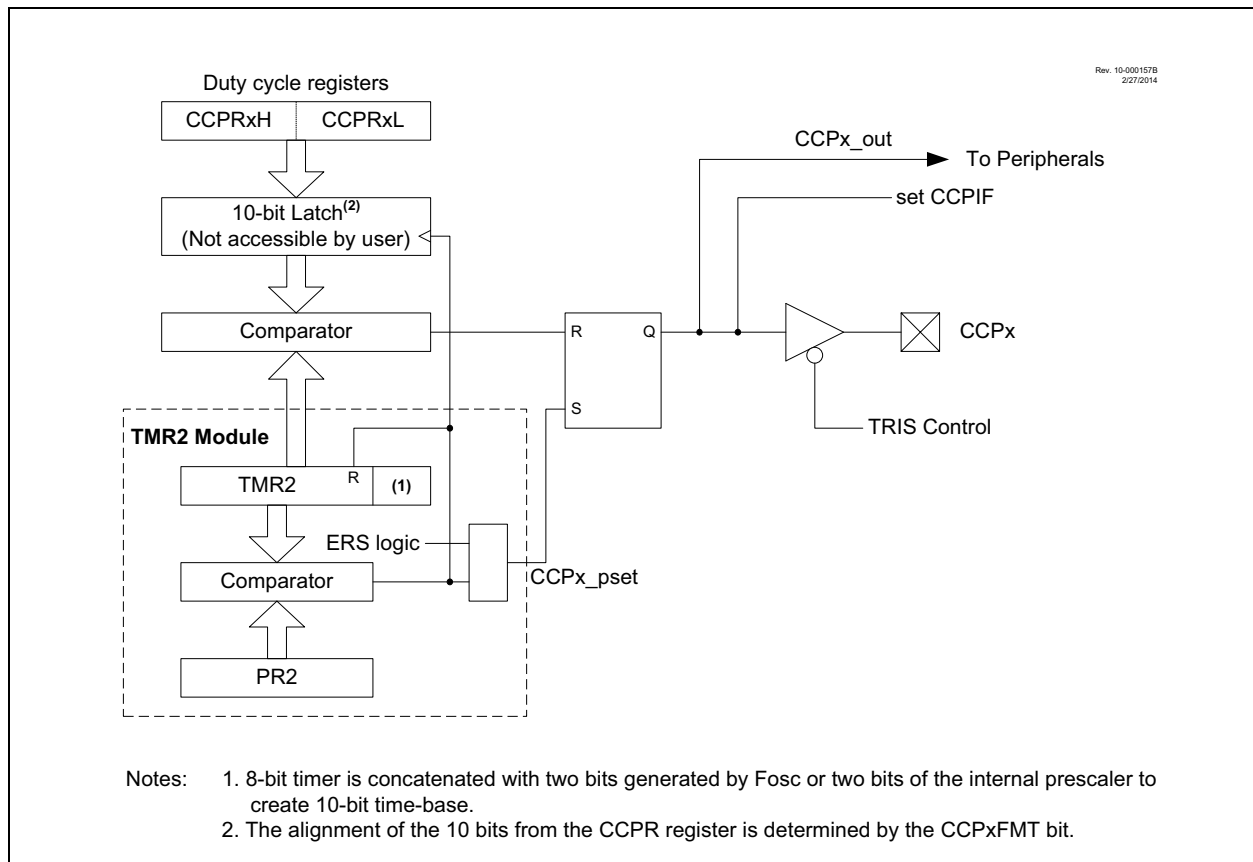 Rev. 10-000157B
2/27/2014
Duty cycle registers
CCPRxH CCPRxL
CCPx_out
To Peripherals
set CCPIF
10-bit Latch(2)
(Not accessible by user)
Comparator
R Q
CCPx
S
TRIS Control
TMR2 Module
R
TMR2 (1)
ERS logic
Comparator
CCPx_pset
PR2
Notes: 1. 8-bit timer is concatenated with two bits generated by Fosc or two bits of the internal prescaler to
create 10-bit time-base.
2. The alignment of the 10 bits from the CCPR register is determined by the CCPxFMT bit.